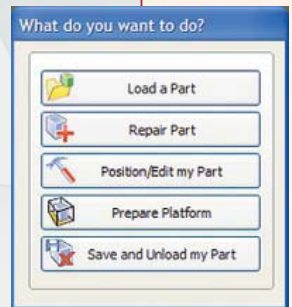 What do you want to do?
Load a Part
Repair Part
Position/Edit my Part
Prepare Platform
Save and Unload my Part